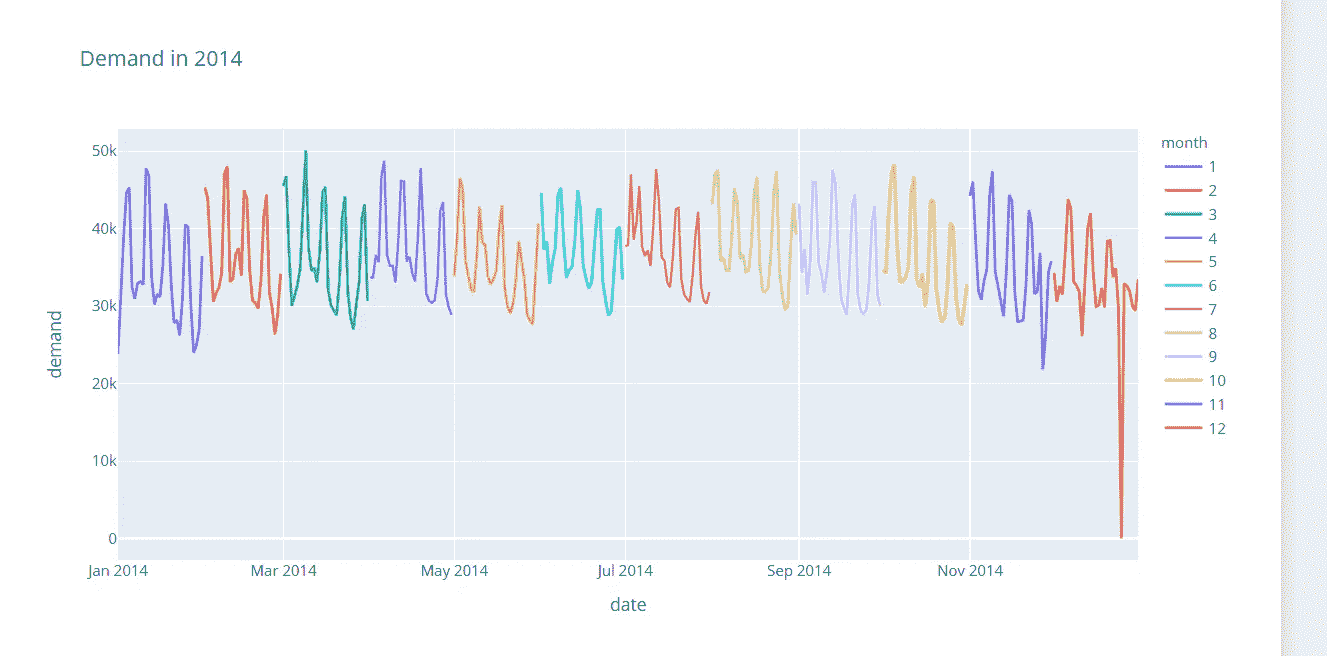 Demand in 2014
50k
40k
30k
20k
10k
0
demand
Jan 2014
Mar 2014
May 2014
Jul 2014
Sep 2014
Nov 2014
date
month
1
2
3
4
5
6
7
8
9
10
11
12